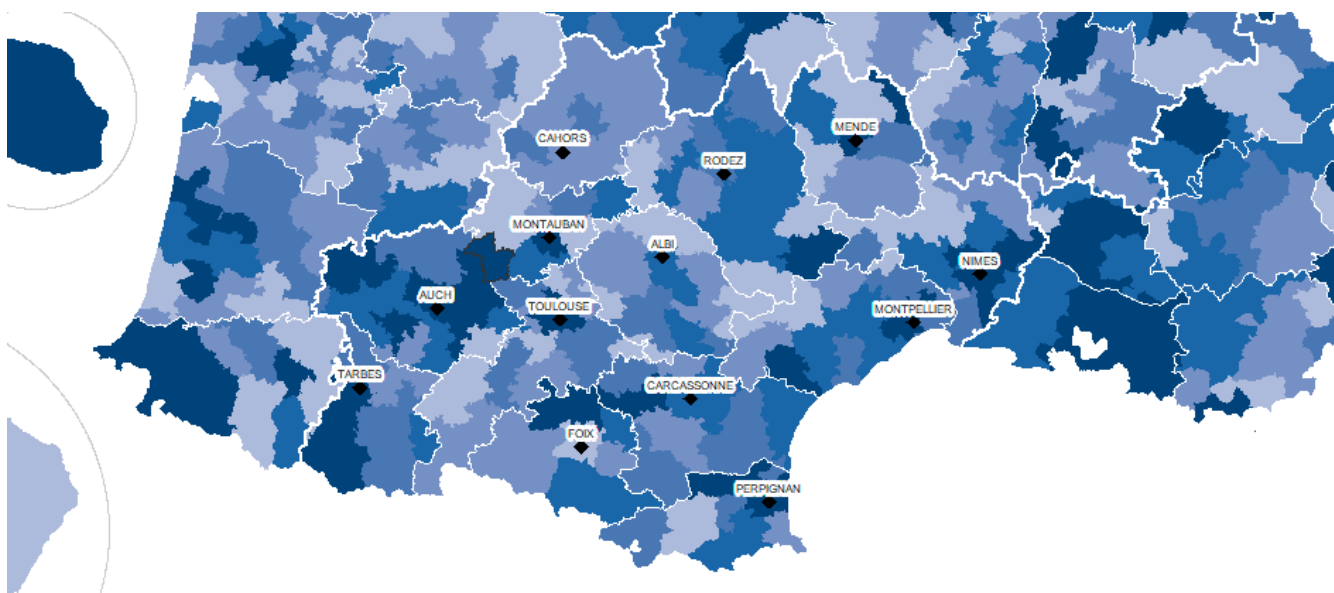 MENDE
CAHORS
RODEZ
MONTAUBAN
ALBI
NIMES
AUCH
TOULOUSE
MONTPELLIER
TARBES
CARCASSONNE
FOIX
PERPIGNAN